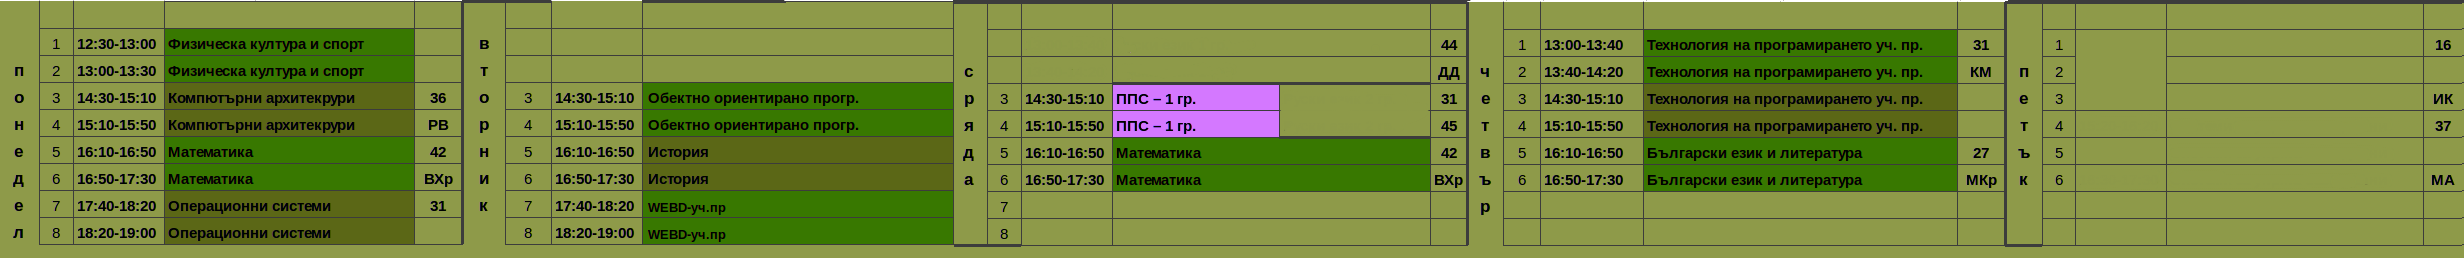 понедел
1 12:30-13:00 Физическа култура и спорт
2 13:00-13:30 Физическа култура и спорт
3 14:30-15:10 Компютърни архитекрури 36
4 15:10-15:50 Компютърни архитекрури РВ
5 16:10-16:50 Математика 42
6 16:50-17:30 Математика ВХр
7 17:40-18:20 Операционни системи 31
8 18:20-19:00 Операционни системи
вторник
3 14:30-15:10 Обектно ориентирано прогр.
4 15:10-15:50 Обектно ориентирано прогр.
5 16:10-16:50 История
6 16:50-17:30 История
7 17:40-18:20 WEBD-уч.пр
8 18:20-19:00 WEBD-уч.пр
сряда
44
ДД
3 14:30-15:10 ППС – 1 гр. 31
4 15:10-15:50 ППС – 1 гр. 45
5 16:10-16:50 Математика 42
6 16:50-17:30 Математика ВХр
7
8
четвър
1 13:00-13:40 Технология на програмирането уч. пр. 31
2 13:40-14:20 Технология на програмирането уч. пр. КМ
3 14:30-15:10 Технология на програмирането уч. пр.
4 15:10-15:50 Технология на програмирането уч. пр.
5 16:10-16:50 Български език и литература 27
6 16:50-17:30 Български език и литература МКр
петък
1 16
2
3 ИК
4 37
5
6 МА